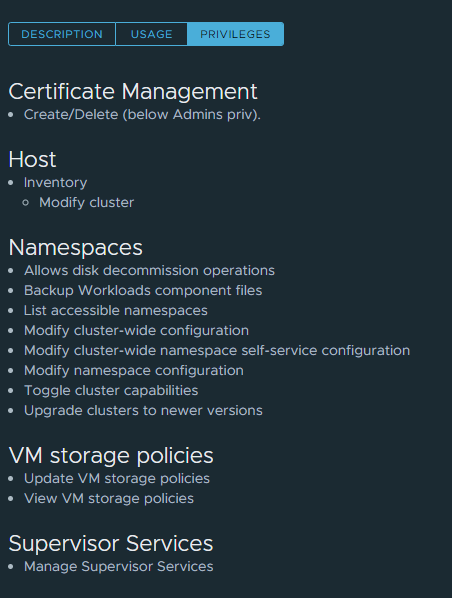 DESCRIPTION USAGE PRIVILEGES
Certificate Management
Create/Delete (below Admins priv).
Host
Inventory
Modify cluster
Namespaces
Allows disk decommission operations
Backup Workloads component files
List accessible namespaces
Modify cluster-wide configuration
Modify cluster-wide namespace self-service configuration
Modify namespace configuration
Toggle cluster capabilities
Upgrade clusters to newer versions
VM storage policies
Update VM storage policies
View VM storage policies
Supervisor Services
Manage Supervisor Services